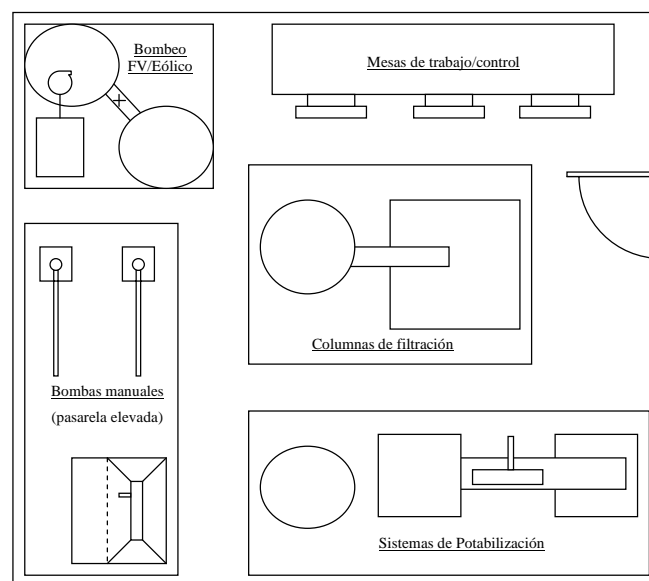 Bombeo
FV/Eólico
Mesas de trabajo/control
Columnas de filtración
Bombas manuales
(pasarela elevada)
Sistemas de Potabilización